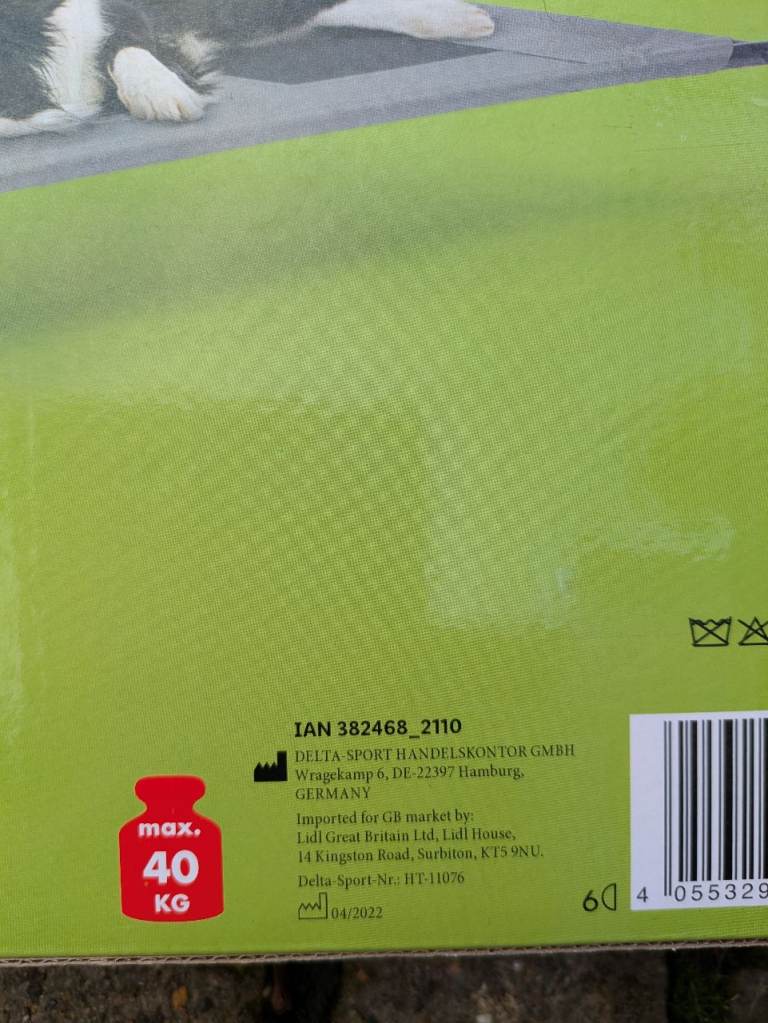 IAN 382468_2110
DELTA-SPORT HANDELSKONTOR GMBH
Wragekamp 6, DE-22397 Hamburg,
GERMANY
Imported for GB market by:
Lidl Great Britain Ltd, Lidl House,
14 Kingston Road, Surbiton, KT5 9NU.
Delta-Sport-Nr.: HT-11076
04/2022
max.
40
KG
6
4 055329